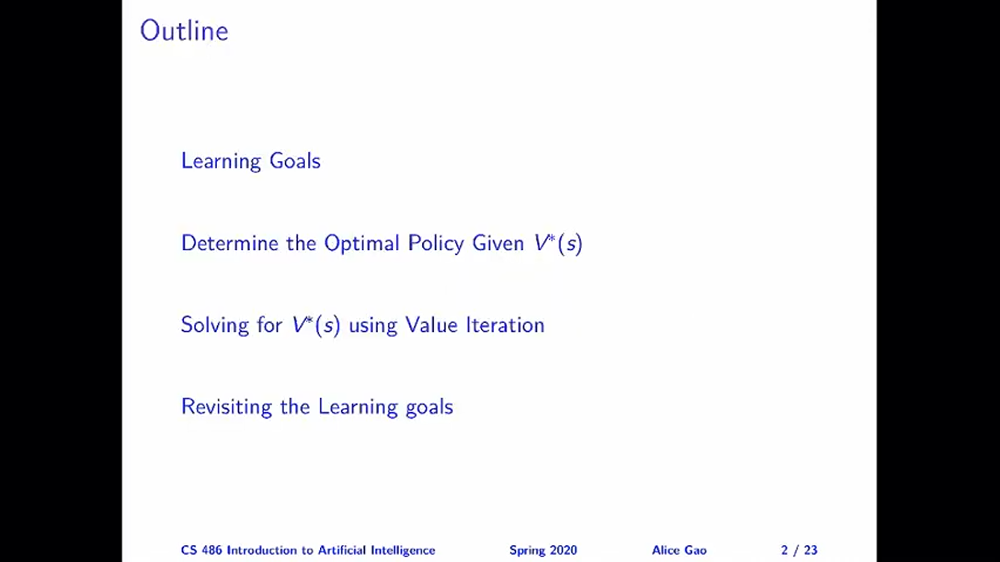 Outline
Learning Goals
Determine the Optimal Policy Given V*(s)
Solving for V*(s) using Value Iteration
Revisiting the Learning goals
CS 486 Introduction to Artificial Intelligence Spring 2020 Alice Gao 2 / 23